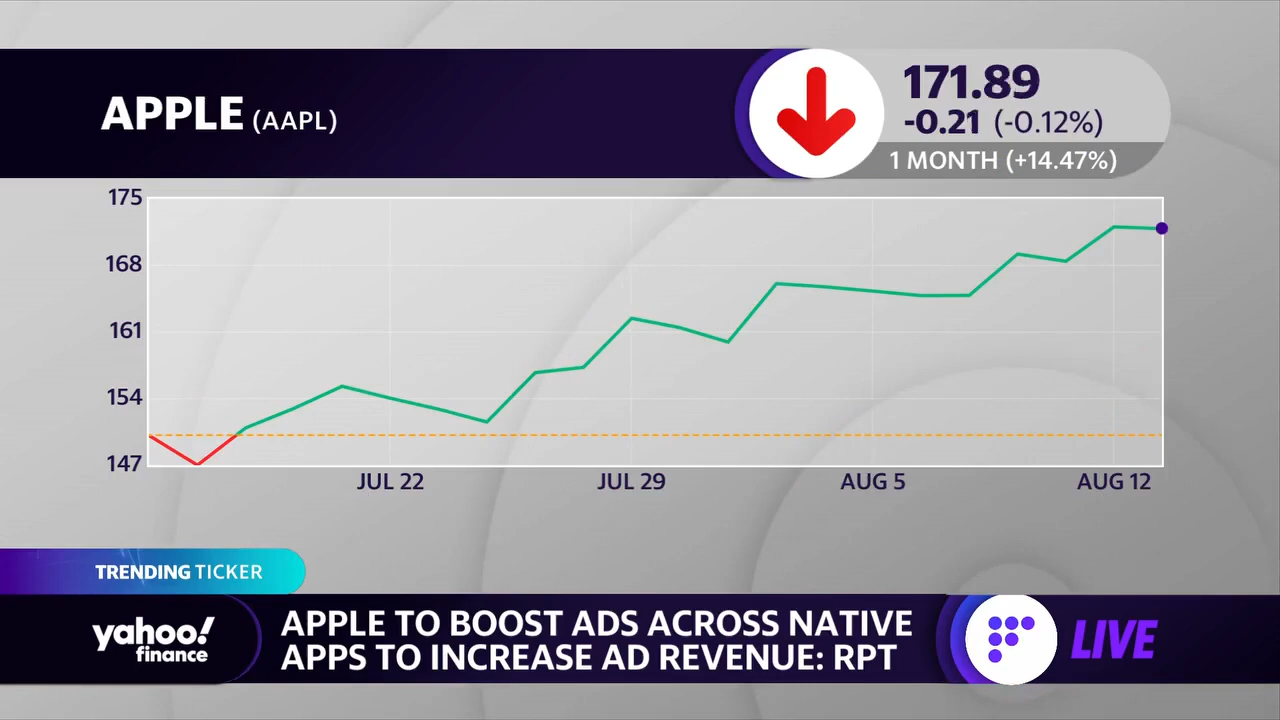 APPLE (AAPL)
171.89
-0.21 (-0.12%)
1 MONTH (+14.47%)
175
168
161
154
147
JUL 22
JUL 29
AUG 5
AUG 12
TRENDING TICKER
yahoo!
finance
APPLE TO BOOST ADS ACROSS NATIVE
APPS TO INCREASE AD REVENUE: RPT
LIVE